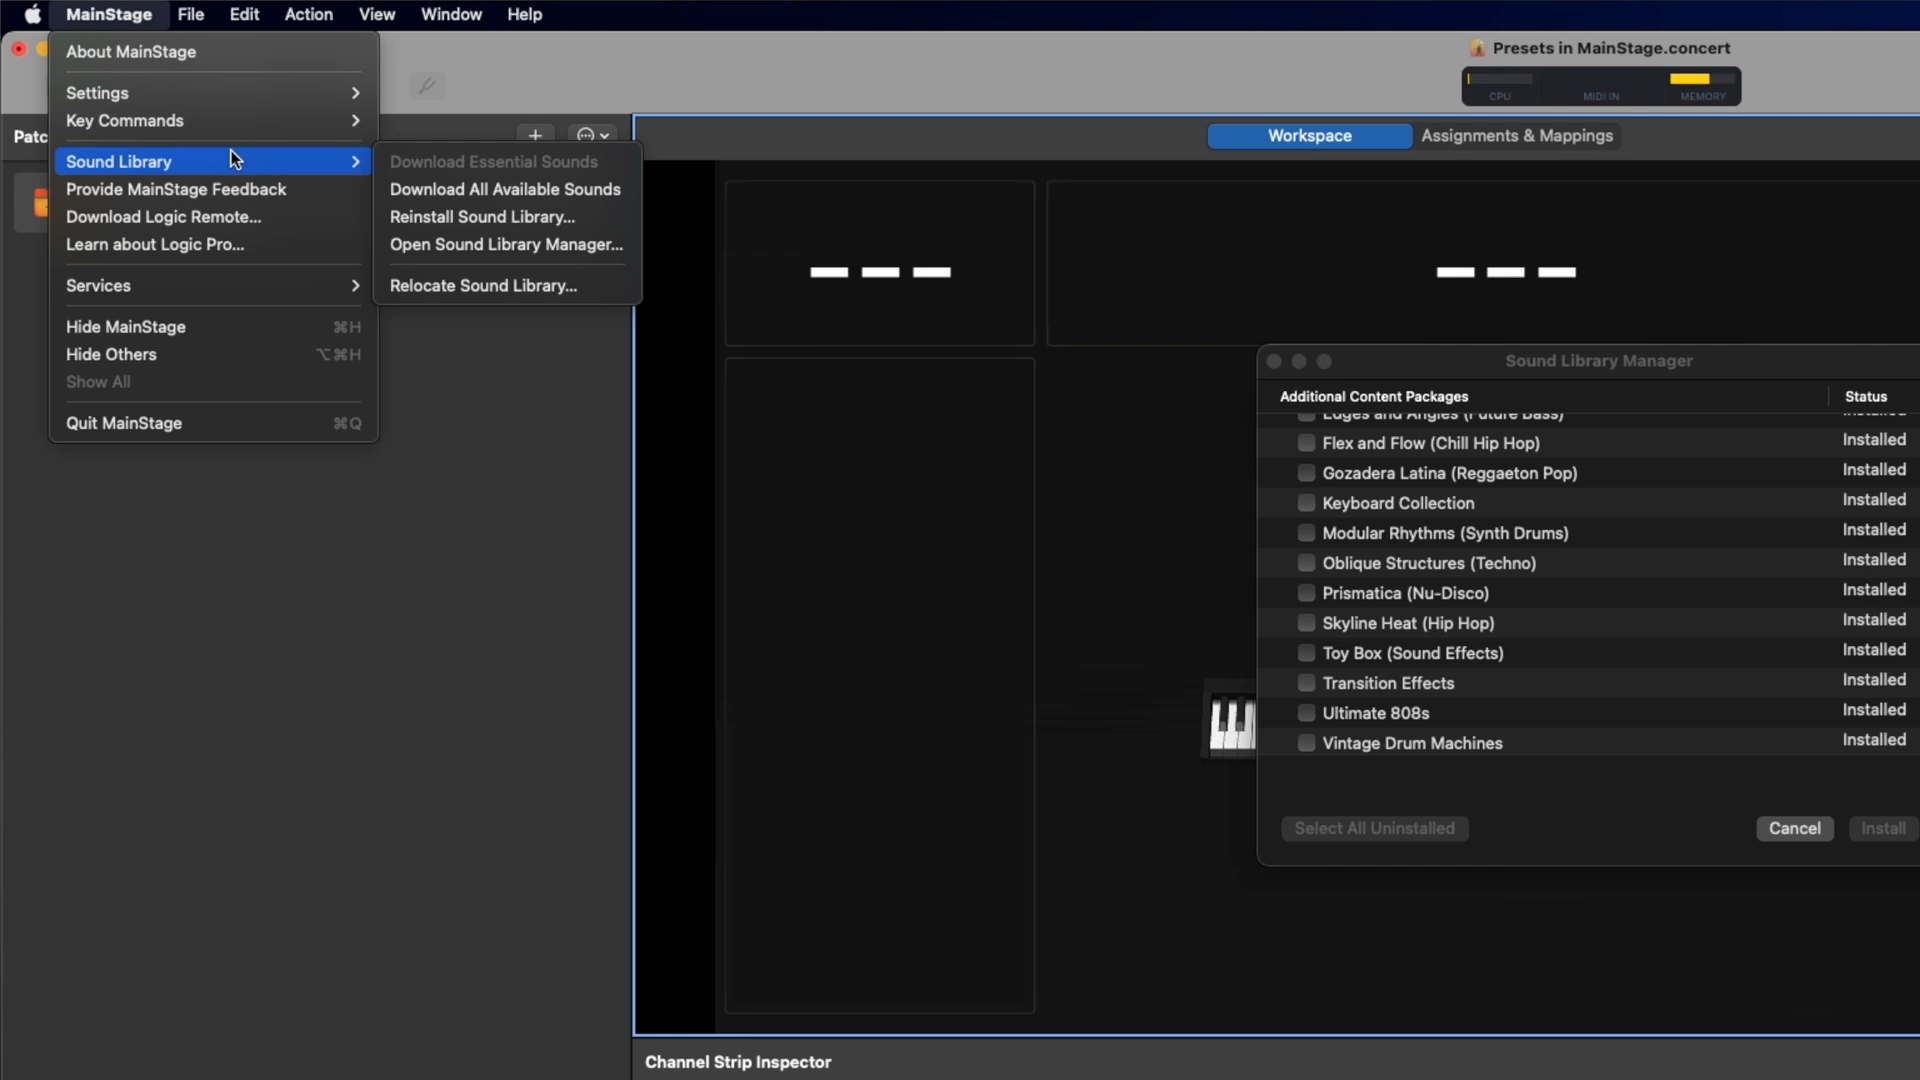 MainStage File Edit Action View Window Help
About MainStage
Settings
Key Commands
Sound Library
Provide MainStage Feedback
Download Logic Remote...
Learn about Logic Pro...
Services
Hide MainStage ⌘H
Hide Others ⌥⌘H
Show All
Quit MainStage ⌘Q
Download Essential Sounds
Download All Available Sounds
Reinstall Sound Library...
Open Sound Library Manager...
Relocate Sound Library...
Presets in MainStage.concert
CPU MIDI IN MEMORY
Patc
Workspace Assignments & Mappings
Sound Library Manager
Additional Content Packages Status
Edges and Angles (Future Bass) Installed
Flex and Flow (Chill Hip Hop) Installed
Gozadera Latina (Reggaeton Pop) Installed
Keyboard Collection Installed
Modular Rhythms (Synth Drums) Installed
Oblique Structures (Techno) Installed
Prismatica (Nu-Disco) Installed
Skyline Heat (Hip Hop) Installed
Toy Box (Sound Effects) Installed
Transition Effects Installed
Ultimate 808s Installed
Vintage Drum Machines Installed
Select All Uninstalled Cancel Install
Channel Strip Inspector